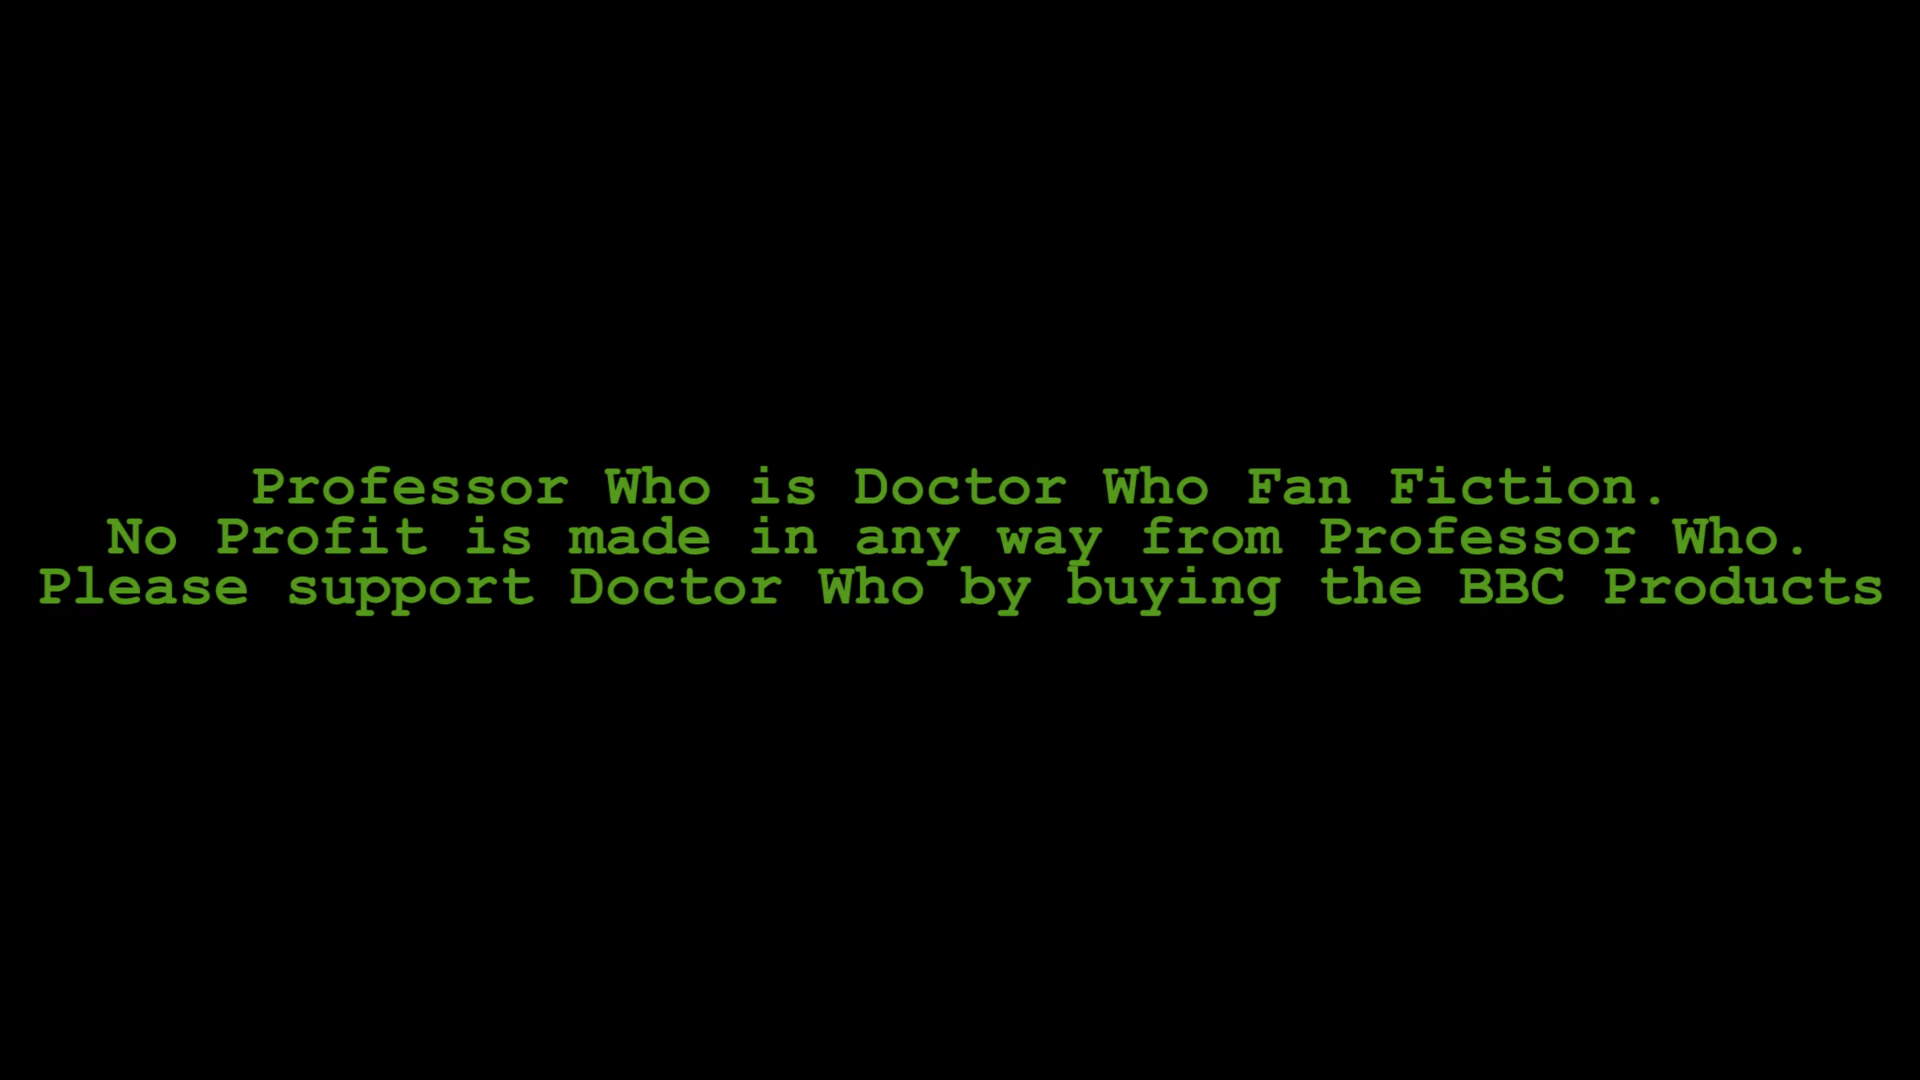 Professor Who is Doctor Who Fan Fiction.
No Profit is made in any way from Professor Who.
Please support Doctor Who by buying the BBC Products